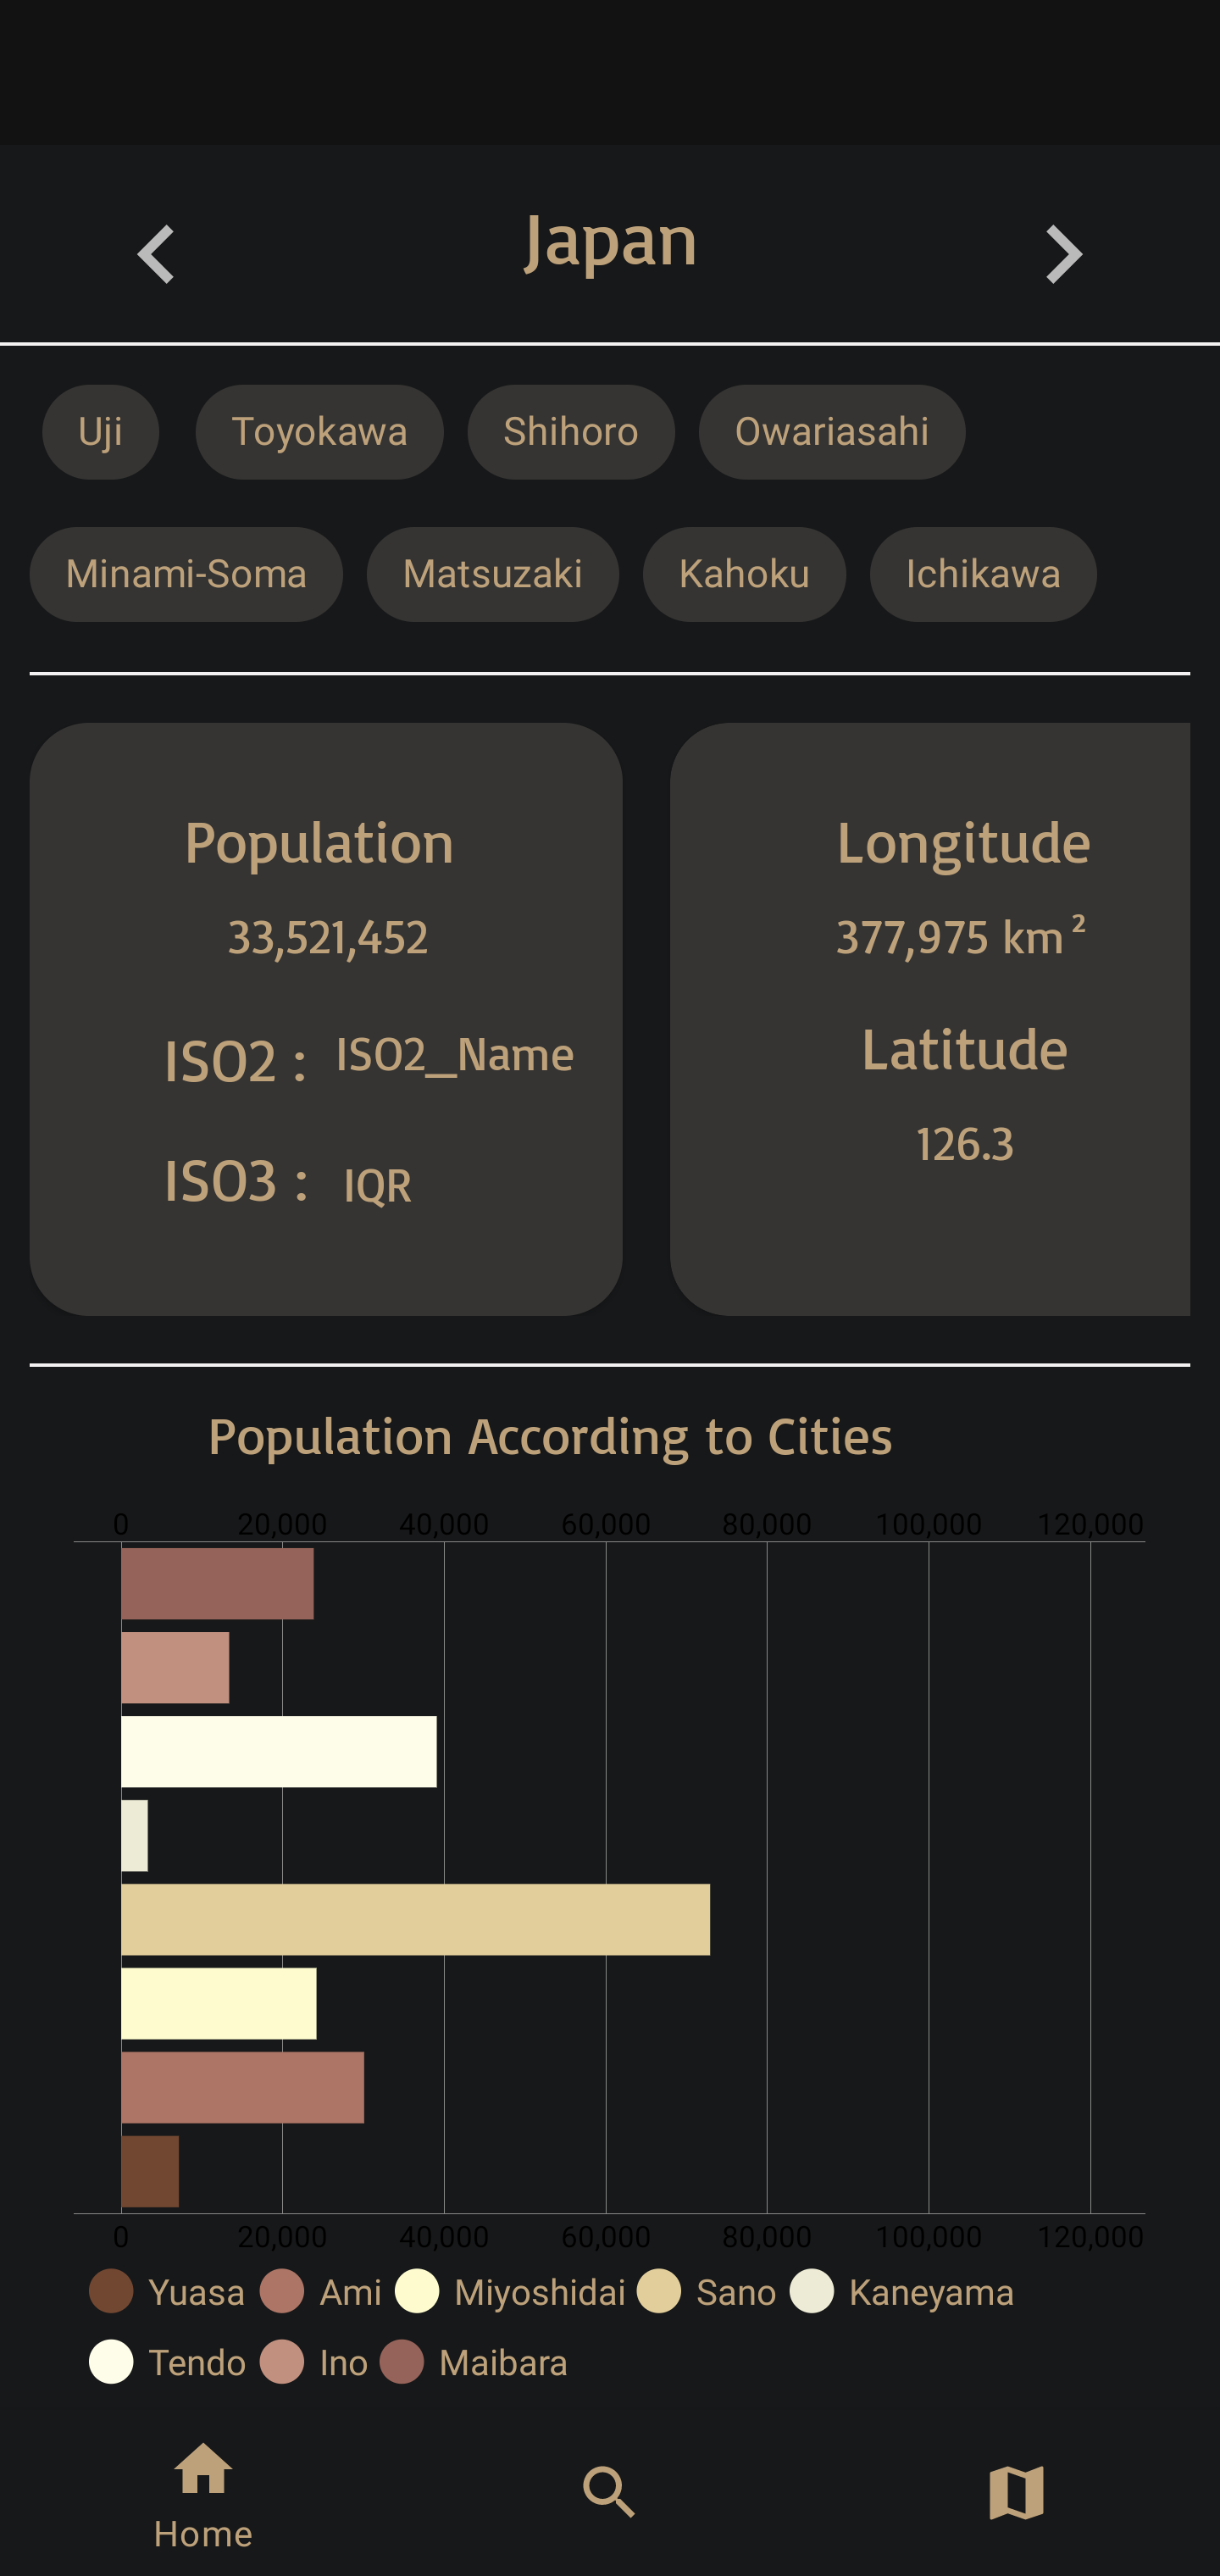 Japan
Uji Toyokawa Shihoro Owariasahi
Minami-Soma Matsuzaki Kahoku Ichikawa
Population
33,521,452
ISO2 : ISO2_Name
ISO3 : IQR
Longitude
377,975 km²
Latitude
126.3
Population According to Cities
0 20,000 40,000 60,000 80,000 100,000 120,000
0 20,000 40,000 60,000 80,000 100,000 120,000
Yuasa Ami Miyoshidai Sano Kaneyama
Tendo Ino Maibara
Home